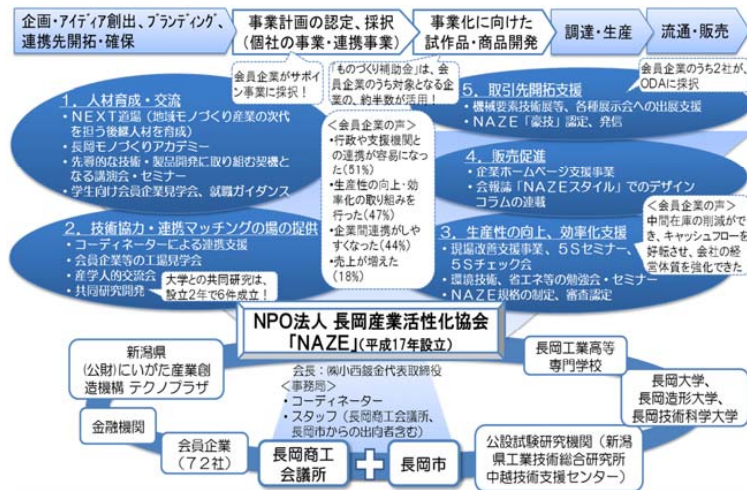 企画・アイディア創出、ブランディング、
連携先開拓・確保
事業計画の認定、採択
(個社の事業・連携事業)
事業化に向けた
試作品・商品開発
調達・生産
流通・販売
会員企業がサポイン
事業に採択!
「ものづくり補助金」は、会
員企業のうち対象となる企
業の、約半数が活用!
会員企業のうち2社が、
ODAに採択
1.人材育成・交流
・NEXT道場(地域モノづくり産業の次代
を担う後継人材を育成)
・長岡モノづくりアカデミー
・先導的な技術・製品開発に取り組む契機と
なる講演会・セミナー
・学生向け会員企業見学会、就職ガイダンス
2.技術協力・連携マッチングの場の提供
・コーディネーターによる連携支援
・会員企業等の工場見学会
・産学人的交流会
・共同研究開発
大学との共同研究は、
設立2年で6件成立!
<会員企業の声>
・行政や支援機関と
の連携が容易になっ
た(51%)
・生産性の向上・効
率化の取り組みを
行った(47%)
・企業間連携がし
やすくなった(44%)
・売上が増えた
(18%)
5.取引先開拓支援
・機械要素技術展等、各種展示会への出展支援
・NAZE「豪技」認定、発信
4.販売促進
・企業ホームページ支援事業
・会報誌「NAZEスタイル」でのデザイン
コラムの連載
3.生産性の向上、効率化支援
・現場改善支援事業、5Sセミナー、
5Sチェック会
・環境技術、省エネ等の勉強会・セミナー
・NAZE規格の制定、審査認定
<会員企業の声>
中間在庫の削減がで
き、キャッシュフローを
好転させ、会社の経
営体質を強化できた
NPO法人 長岡産業活性化協会
「NAZE」(平成17年設立)
会長:㈱小西鍍金代表取締役
<事務局>
・コーディネーター
・スタッフ(長岡商工会議所、
長岡市からの出向者含む)
新潟県
(公財)にいがた産業創
造機構 テクノプラザ
金融機関
会員企業
(72社)
長岡商工
会議所
長岡市
長岡工業高等
専門学校
長岡大学、
長岡造形大学、
長岡技術科学大学
公設試験研究機関(新潟
県工業技術総合研究所
中越技術支援センター)